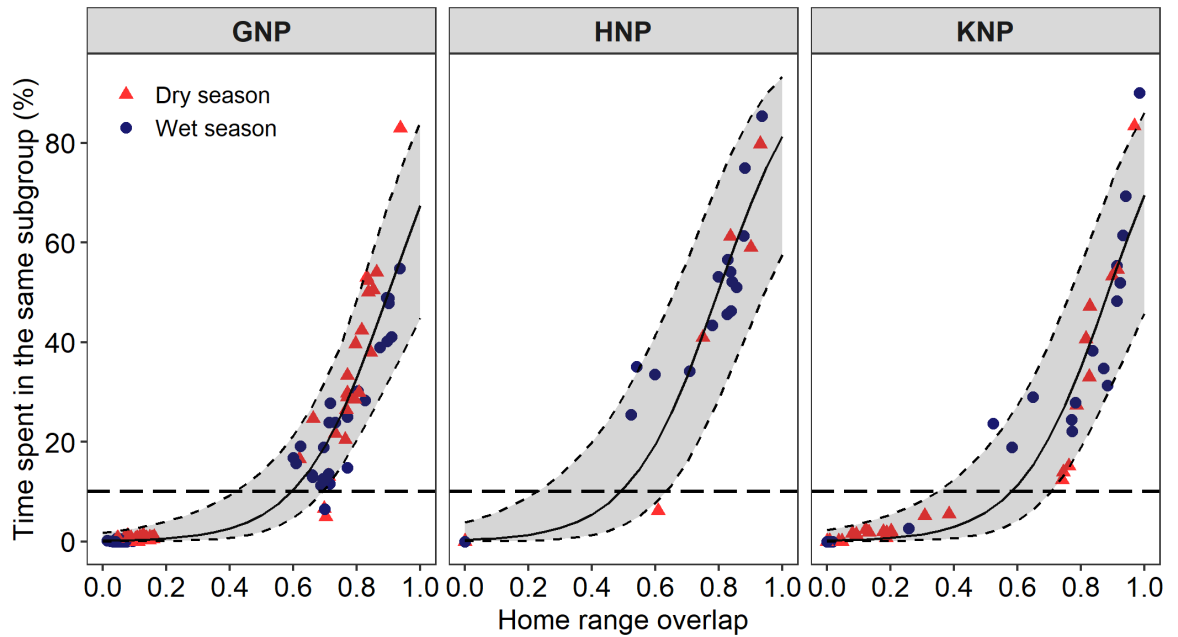 GNP HNP KNP
Dry season
Wet season
Time spent in the same subgroup (%)
80
60
40
20
0
0.0 0.2 0.4 0.6 0.8 1.0 0.0 0.2 0.4 0.6 0.8 1.0 0.0 0.2 0.4 0.6 0.8 1.0
Home range overlap